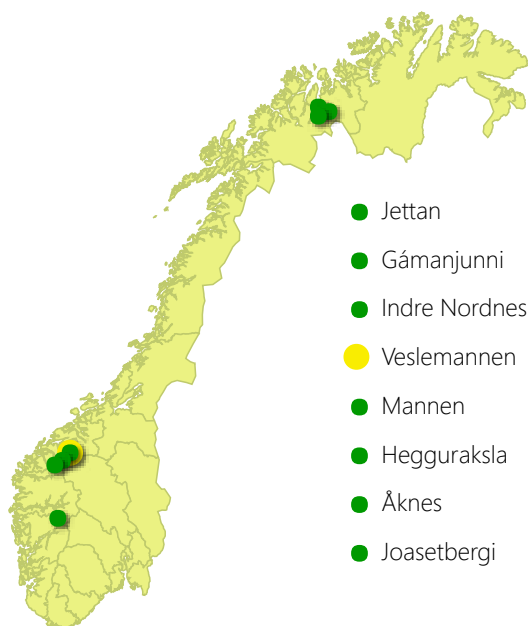 Jettan
Gámanjunni
Indre Nordnes
Veslemannen
Mannen
Hegguraksla
Åknes
Joasetbergi